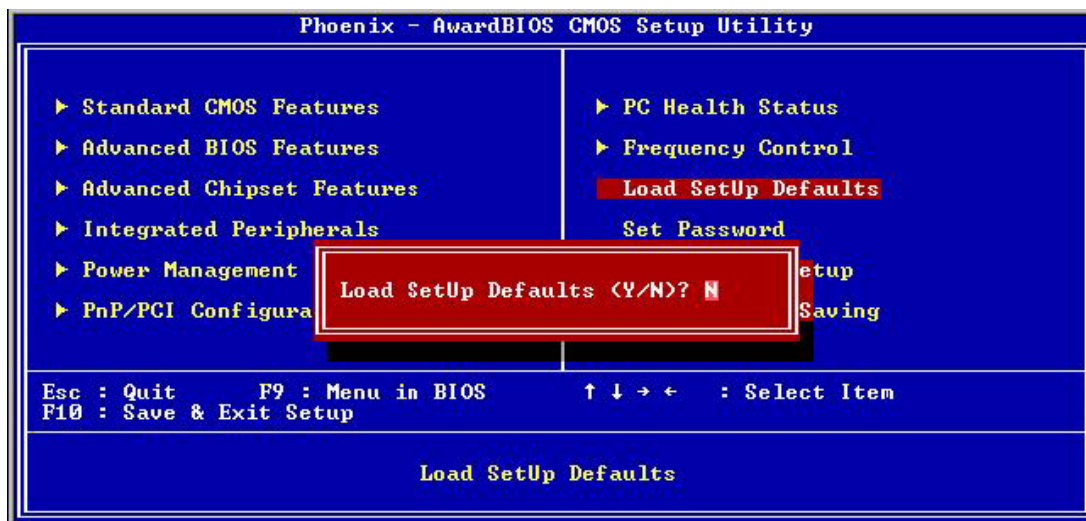 Phoenix - AwardBIOS CMOS Setup Utility
▶ Standard CMOS Features
▶ Advanced BIOS Features
▶ Advanced Chipset Features
▶ Integrated Peripherals
▶ Power Management
▶ PnP/PCI Configura
▶ PC Health Status
▶ Frequency Control
Load SetUp Defaults
Set Password
etup
Saving
Load SetUp Defaults (Y/N)? N
Esc : Quit F9 : Menu in BIOS ↑ ↓ → ← : Select Item
F10 : Save & Exit Setup
Load SetUp Defaults